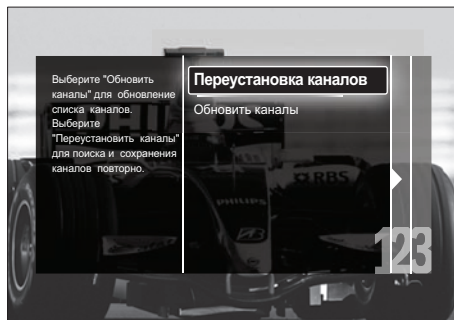 Выберите "Обновить
каналы" для обновление
списка каналов.
Выберите
"Переустановить каналы"
для поиска и сохранения
каналов повторно.
Переустановка каналов
Обновить каналы
RBS
PHILIPS
123